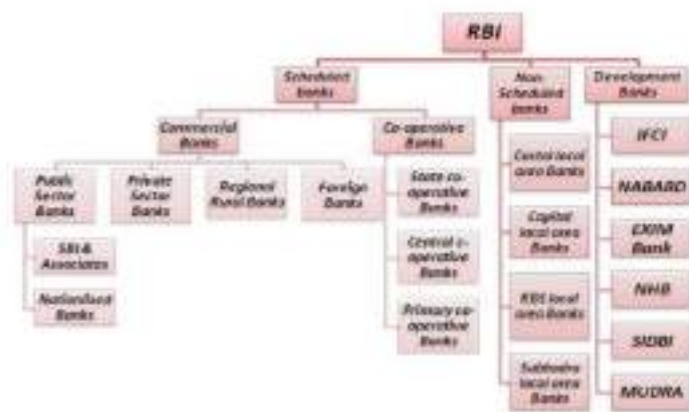 RBI
Scheduled
banks
Non-
Scheduled
banks
Development
Banks
Commercial
Banks
Co-operative
Banks
IFCI
local
area Banks
Public
Sector
Banks
Private
Sector Banks
Regional
Rural Banks
Foreign
Banks
State co-
operative
Banks
NABARD
Capital
local area
Banks
EXIM
Bank
SBI &
Associates
Central c-
operative
Banks
Nationlised
Banks
local
area Banks
NHB
Primary co-
operative
Banks
SIDBI
local area
Banks
MUDRA